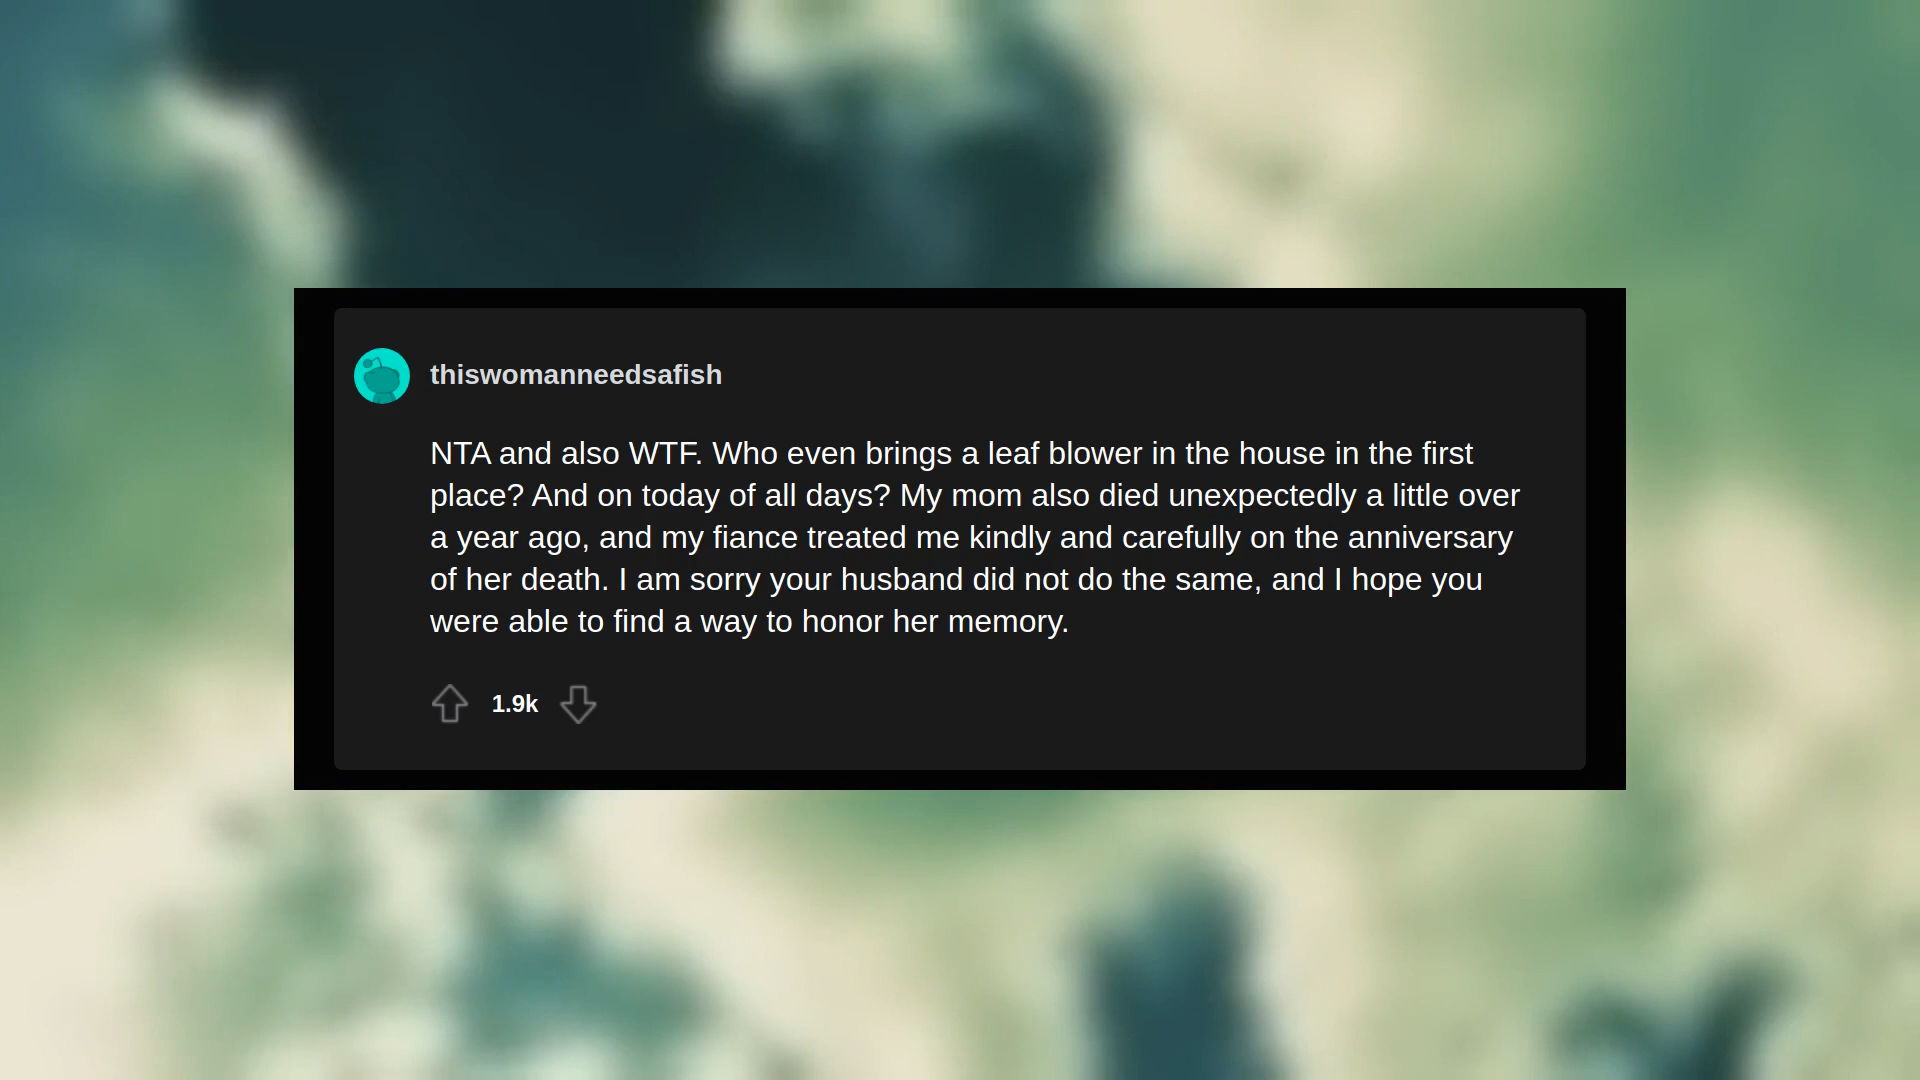 thiswomanneedsafish
NTA and also WTF. Who even brings a leaf blower in the house in the first
place? And on today of all days? My mom also died unexpectedly a little over
a year ago, and my fiance treated me kindly and carefully on the anniversary
of her death. I am sorry your husband did not do the same, and I hope you
were able to find a way to honor her memory.
1.9k